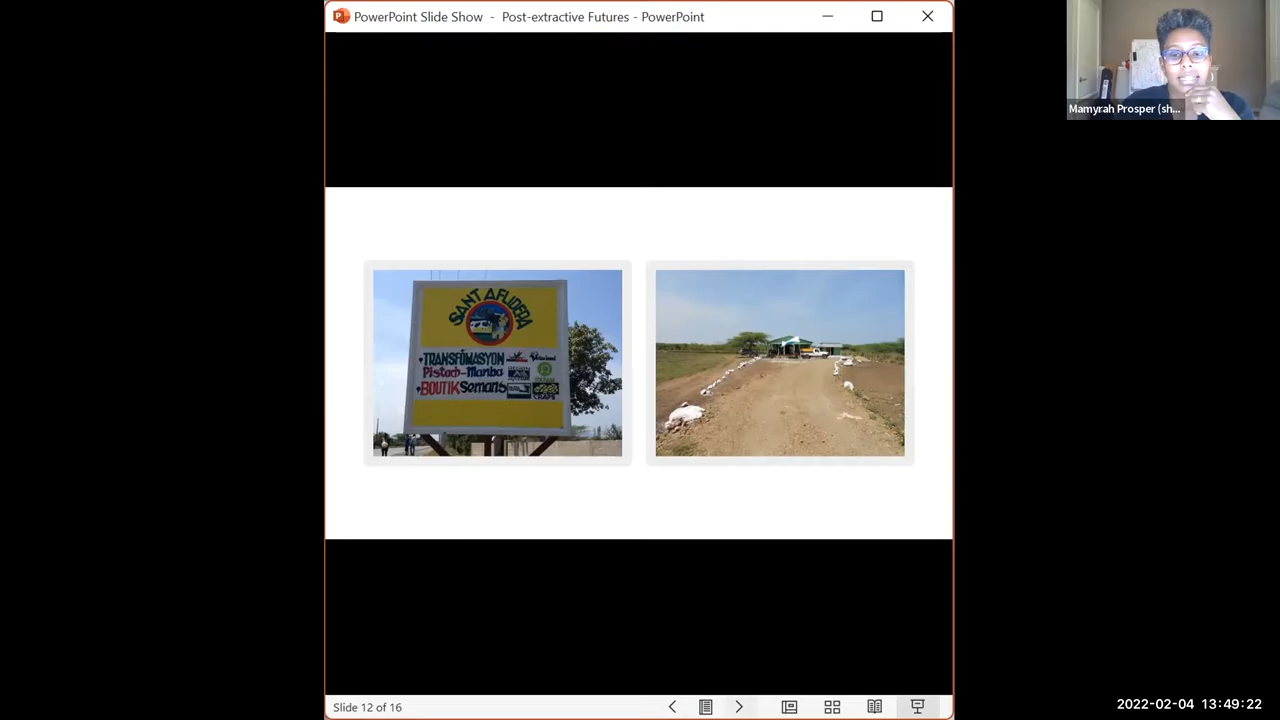 PowerPoint Slide Show - Post-extractive Futures - PowerPoint
Mamyrah Prosper (sh...
SANT AFLIDEPA
TRANSFÒMASYON
Pistach-Manba
BOUTIK Semans
Slide 12 of 16
2022-02-04 13:49:22